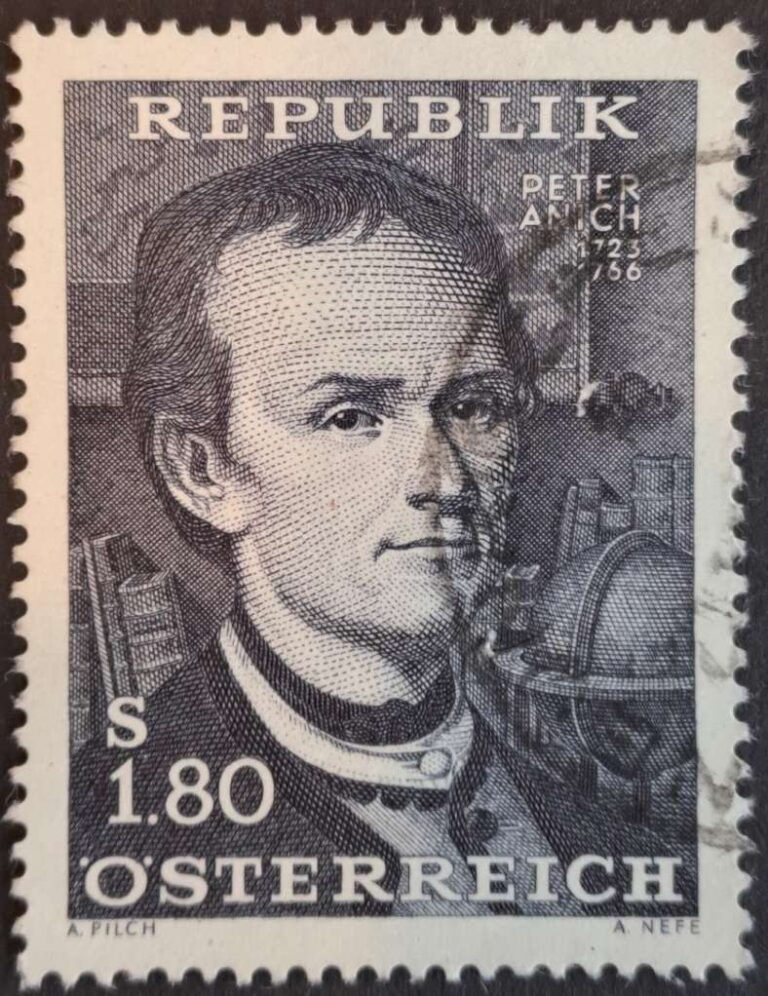 REPUBLIK
PETER
ANICH
1723
1766
S
1.80
ÖSTERREICH
A. PILCH
A. NEFE